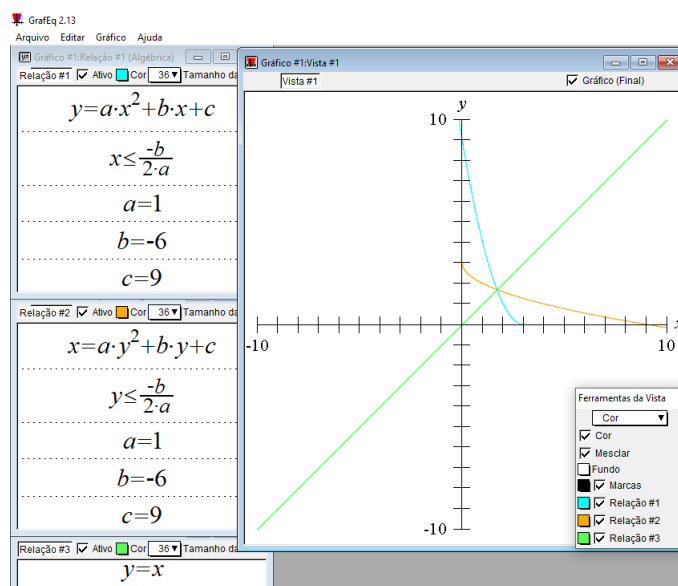 GrafEq 2.13
Arquivo Editar Gráfico Ajuda
Gráfico #1:Relação #1 (Algébrica)
Relação #1 Ativo Cor 36 Tamanho da
y=a·x²+b·x+c
x≤-b/2·a
a=1
b=-6
c=9
Relação #2 Ativo Cor 36 Tamanho da
x=a·y²+b·y+c
y≤-b/2·a
a=1
b=-6
c=9
Relação #3 Ativo Cor 36 Tamanho da
y=x
Gráfico #1:Vista #1
Vista #1 Gráfico (Final)
y
10
-10 10
-10
Ferramentas da Vista
Cor
Cor
Mesclar
Fundo
Marcas
Relação #1
Relação #2
Relação #3